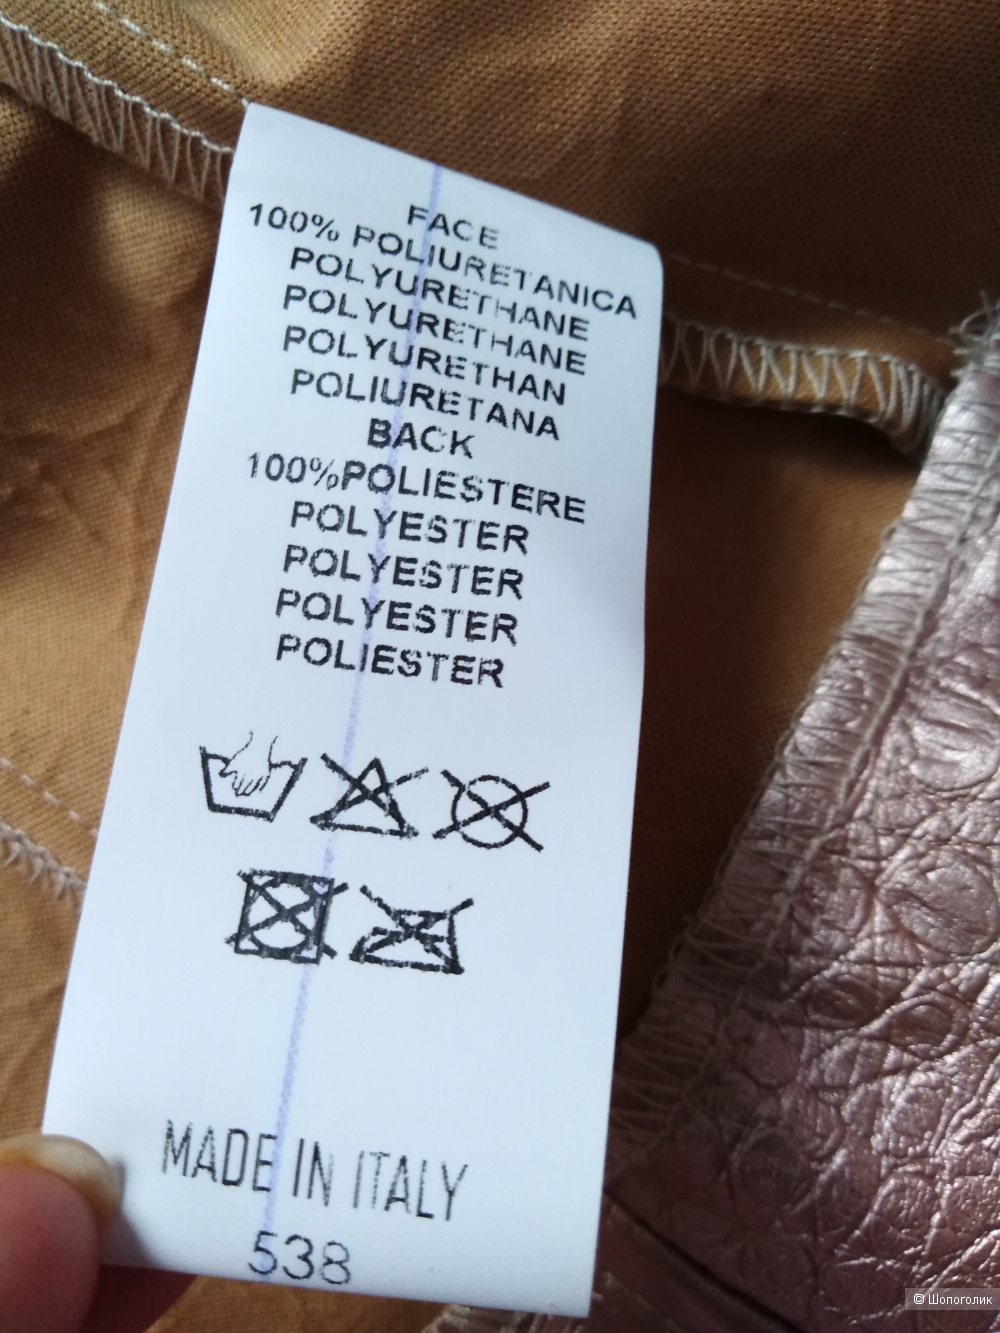 FACE
100% POLIURETANICA
POLYURETHANE
POLYURETHANE
POLYURETHAN
POLIURETANA
BACK
100%POLIESTERE
POLYESTER
POLYESTER
POLYESTER
POLIESTER
MADE IN ITALY
538
© Шопоголик